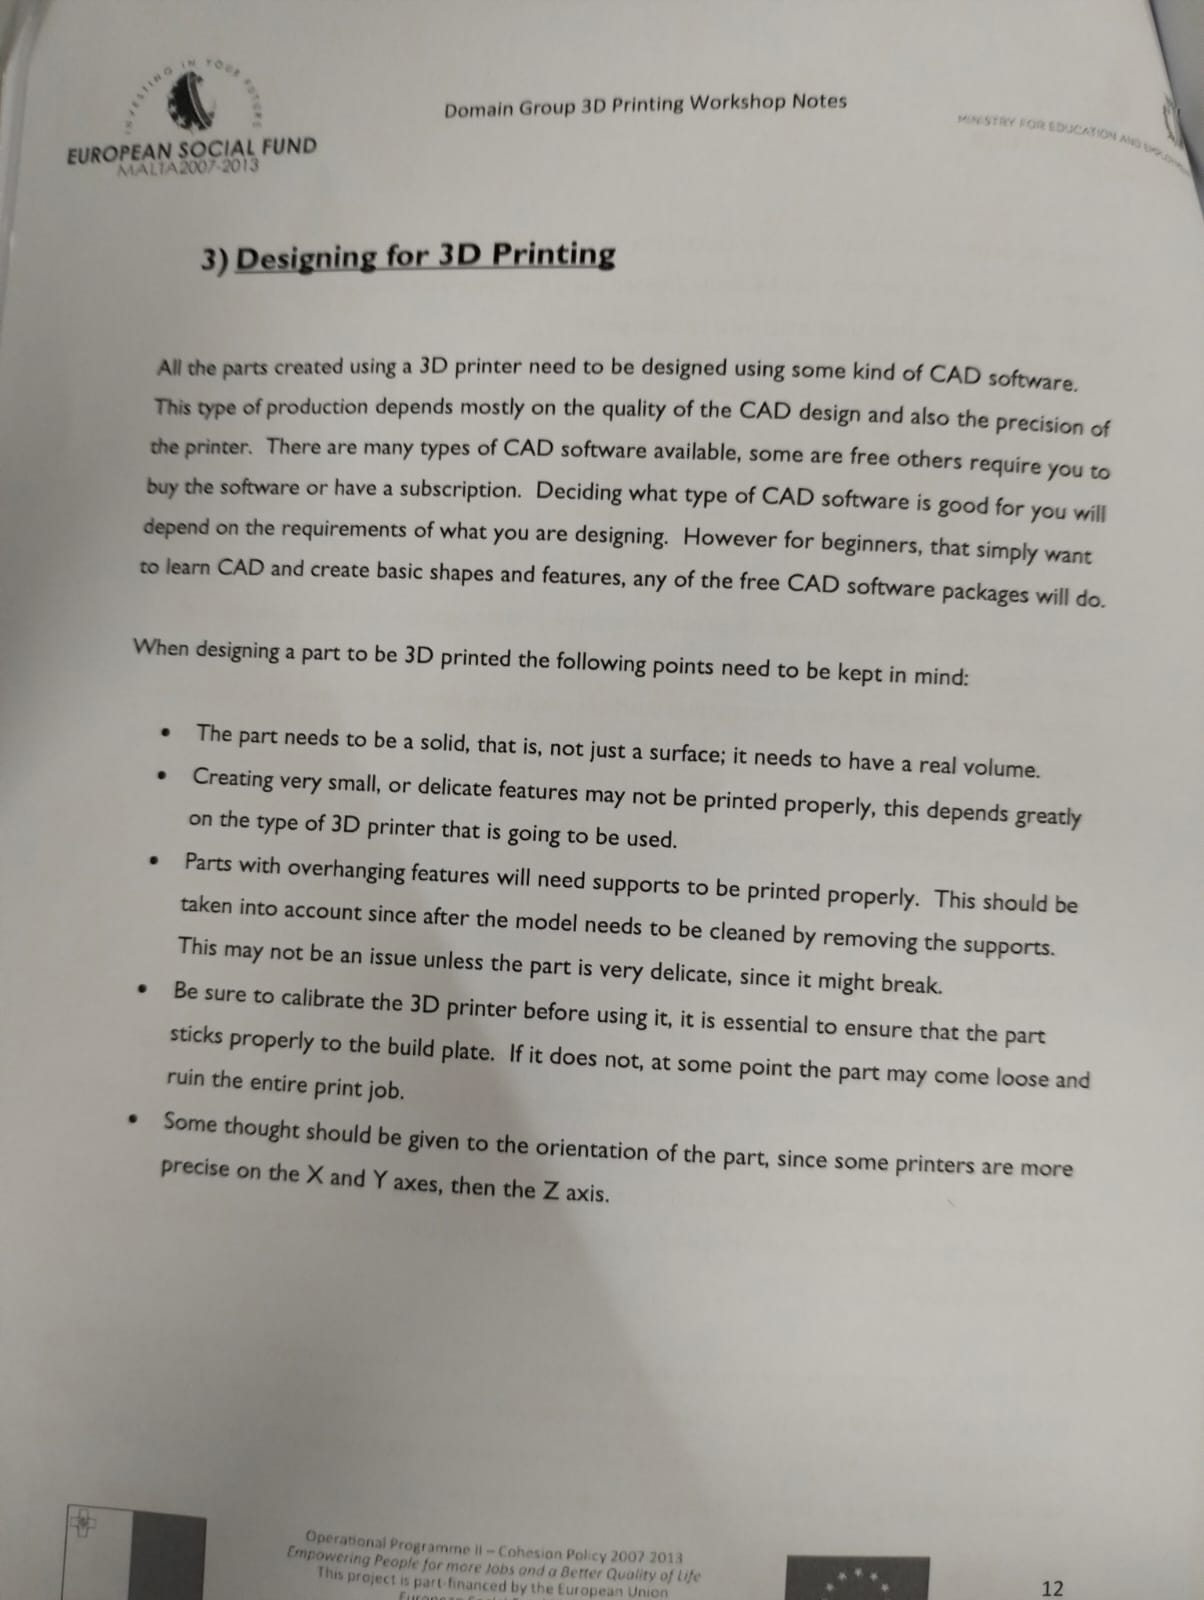 INVESTING IN YOUR FUTURE
EUROPEAN SOCIAL FUND
MALTA 2007-2013
Domain Group 3D Printing Workshop Notes
MINISTRY FOR EDUCATION AND
3) Designing for 3D Printing
All the parts created using a 3D printer need to be designed using some kind of CAD software.
This type of production depends mostly on the quality of the CAD design and also the precision of
the printer. There are many types of CAD software available, some are free others require you to
buy the software or have a subscription. Deciding what type of CAD software is good for you will
depend on the requirements of what you are designing. However for beginners, that simply want
to learn CAD and create basic shapes and features, any of the free CAD software packages will do.
When designing a part to be 3D printed the following points need to be kept in mind:
• The part needs to be a solid, that is, not just a surface; it needs to have a real volume.
• Creating very small, or delicate features may not be printed properly, this depends greatly
on the type of 3D printer that is going to be used.
• Parts with overhanging features will need supports to be printed properly. This should be
taken into account since after the model needs to be cleaned by removing the supports.
This may not be an issue unless the part is very delicate, since it might break.
• Be sure to calibrate the 3D printer before using it, it is essential to ensure that the part
sticks properly to the build plate. If it does not, at some point the part may come loose and
ruin the entire print job.
• Some thought should be given to the orientation of the part, since some printers are more
precise on the X and Y axes, then the Z axis.
Operational Programme II – Cohesion Policy 2007 2013
Empowering People for more Jobs and a Better Quality of Life
This project is part-financed by the European Union
12